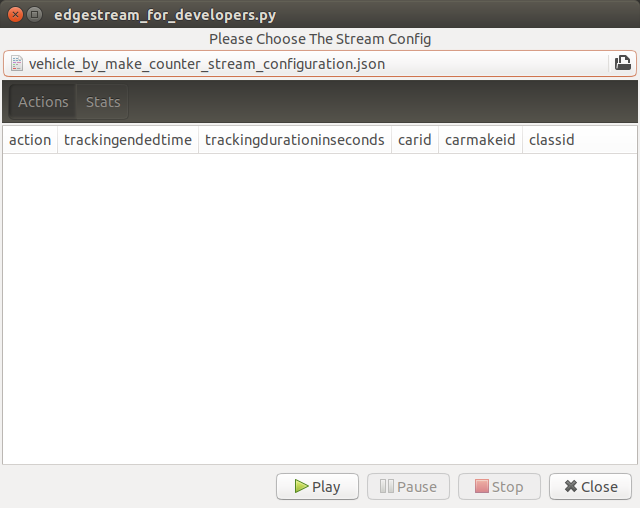 edgestream_for_developers.py
Please Choose The Stream Config
vehicle_by_make_counter_stream_configuration.json
Actions Stats
action trackingendedtime trackingdurationinseconds carid carmakeid classid
Play Pause Stop Close